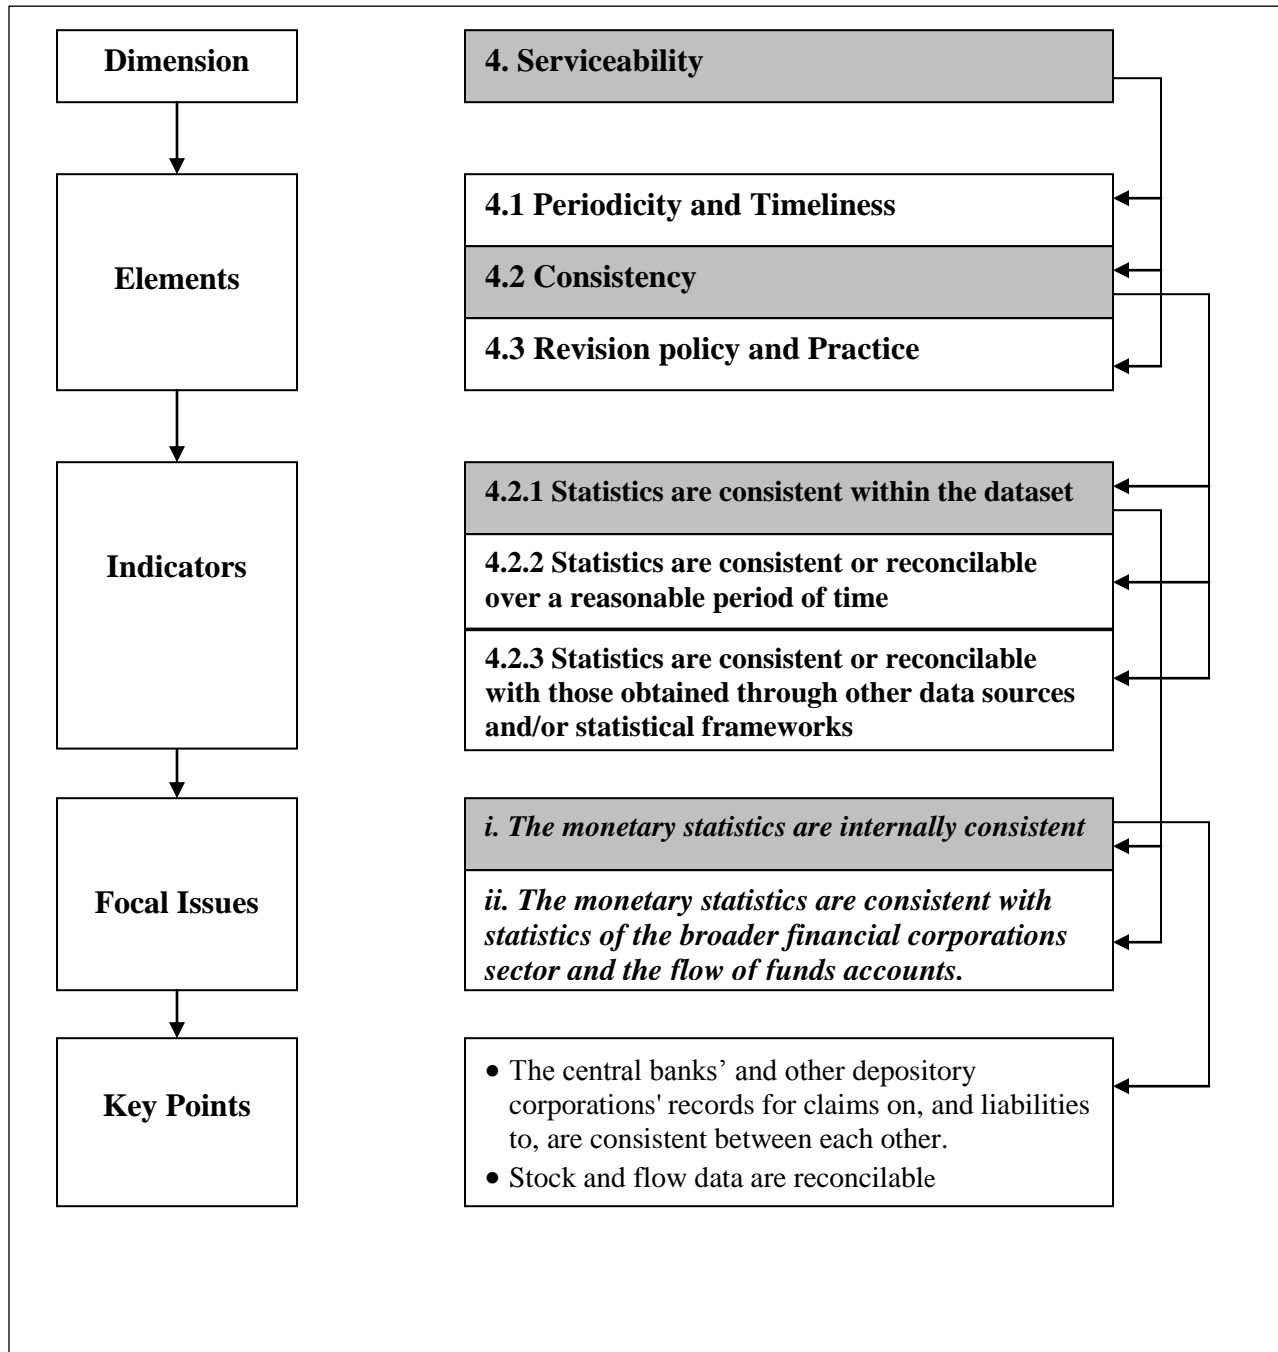 Dimension
4. Serviceability
Elements
4.1 Periodicity and Timeliness
4.2 Consistency
4.3 Revision policy and Practice
Indicators
4.2.1 Statistics are consistent within the dataset
4.2.2 Statistics are consistent or reconcilable
over a reasonable period of time
4.2.3 Statistics are consistent or reconcilable
with those obtained through other data sources
and/or statistical frameworks
Focal Issues
i. The monetary statistics are internally consistent
ii. The monetary statistics are consistent with
statistics of the broader financial corporations
sector and the flow of funds accounts.
Key Points
• The central banks’ and other depository
corporations' records for claims on, and liabilities
to, are consistent between each other.
• Stock and flow data are reconcilable